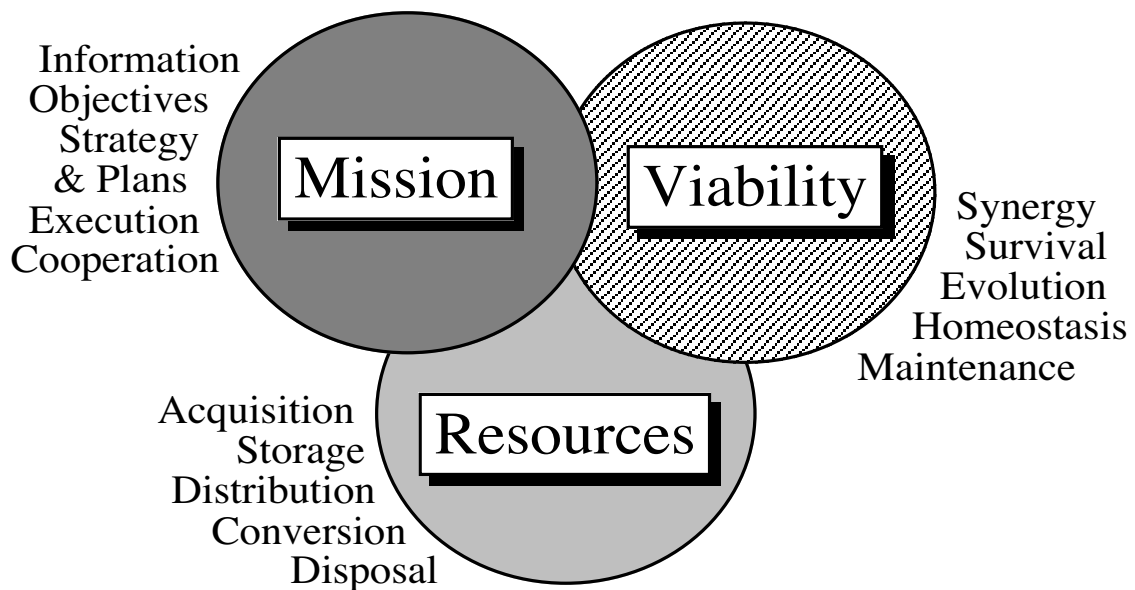 Information
Objectives
Strategy
& Plans
Execution
Cooperation
Mission
Viability
Synergy
Survival
Evolution
Homeostasis
Maintenance
Acquisition
Storage
Distribution
Conversion
Disposal
Resources